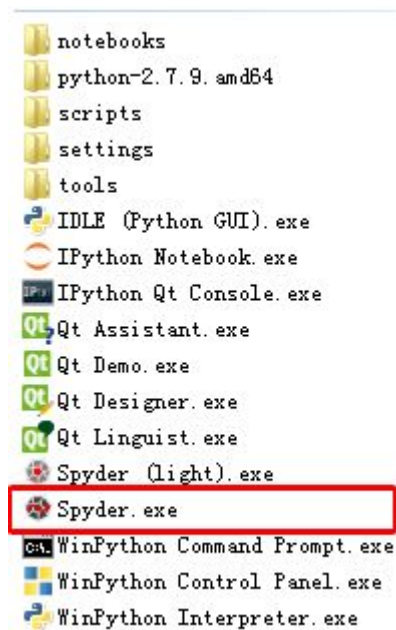 notebooks
python-2.7.9.amd64
scripts
settings
tools
IDLE (Python GUI).exe
IPython Notebook.exe
IPython Qt Console.exe
Qt Assistant.exe
Qt Demo.exe
Qt Designer.exe
Qt Linguist.exe
Spyder (light).exe
Spyder.exe
WinPython Command Prompt.exe
WinPython Control Panel.exe
WinPython Interpreter.exe